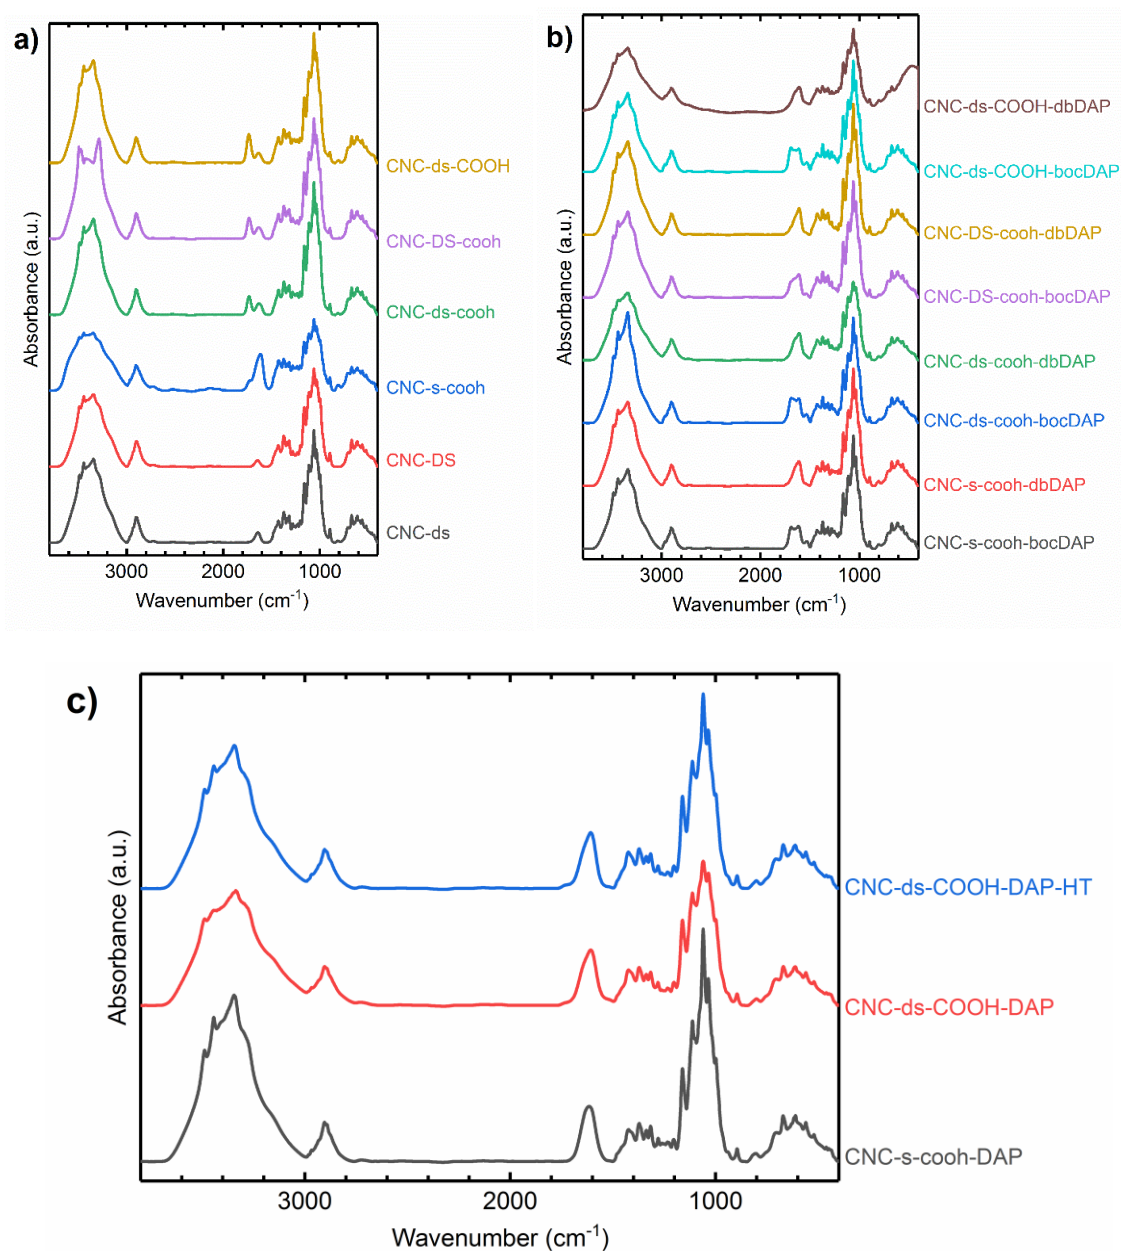 a)
Absorbance (a.u.)
CNC-ds-COOH
CNC-DS-cooh
CNC-ds-cooh
CNC-s-cooh
CNC-DS
CNC-ds
3000 2000 1000
Wavenumber (cm⁻¹)
b)
Absorbance (a.u.)
CNC-ds-COOH-dbDAP
CNC-ds-COOH-bocDAP
CNC-DS-cooh-dbDAP
CNC-DS-cooh-bocDAP
CNC-ds-cooh-dbDAP
CNC-ds-cooh-bocDAP
CNC-s-cooh-dbDAP
CNC-s-cooh-bocDAP
3000 2000 1000
Wavenumber (cm⁻¹)
c)
Absorbance (a.u.)
CNC-ds-COOH-DAP-HT
CNC-ds-COOH-DAP
CNC-s-cooh-DAP
3000 2000 1000
Wavenumber (cm⁻¹)